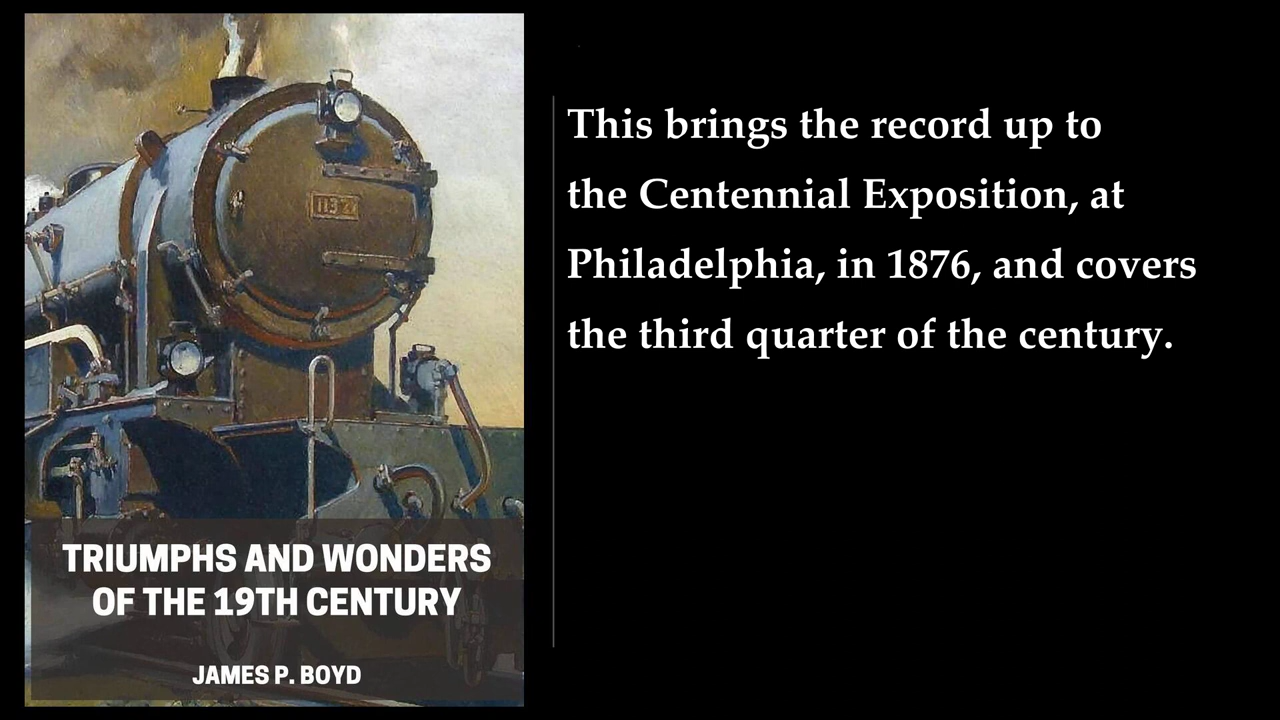 This brings the record up to
the Centennial Exposition, at
Philadelphia, in 1876, and covers
the third quarter of the century.
TRIUMPHS AND WONDERS
OF THE 19TH CENTURY
JAMES P. BOYD